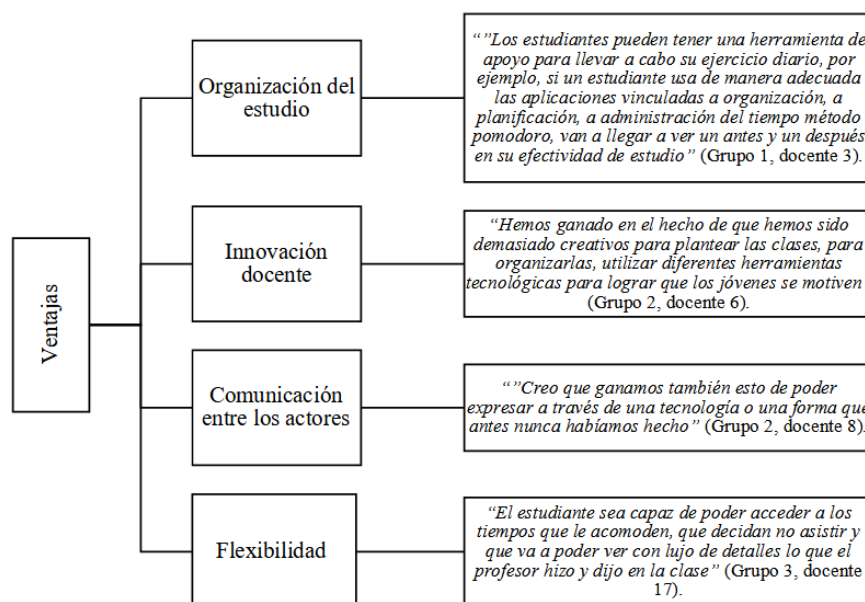 Ventajas
Organización del
estudio
“”Los estudiantes pueden tener una herramienta de
apoyo para llevar a cabo su ejercicio diario, por
ejemplo, si un estudiante usa de manera adecuada
las aplicaciones vinculadas a organización, a
planificación, a administración del tiempo método
pomodoro, van a llegar a ver un antes y un después
en su efectividad de estudio” (Grupo 1, docente 3).
Innovación
docente
“Hemos ganado en el hecho de que hemos sido
demasiado creativos para plantear las clases, para
organizarlas, utilizar diferentes herramientas
tecnológicas para lograr que los jóvenes se motiven
(Grupo 2, docente 6).
Comunicación
entre los actores
“”Creo que ganamos también esto de poder
expresar a través de una tecnología o una forma que
antes nunca habíamos hecho” (Grupo 2, docente 8).
Flexibilidad
“El estudiante sea capaz de poder acceder a los
tiempos que le acomoden, que decidan no asistir y
que va a poder ver con lujo de detalles lo que el
profesor hizo y dijo en la clase” (Grupo 3, docente
17).